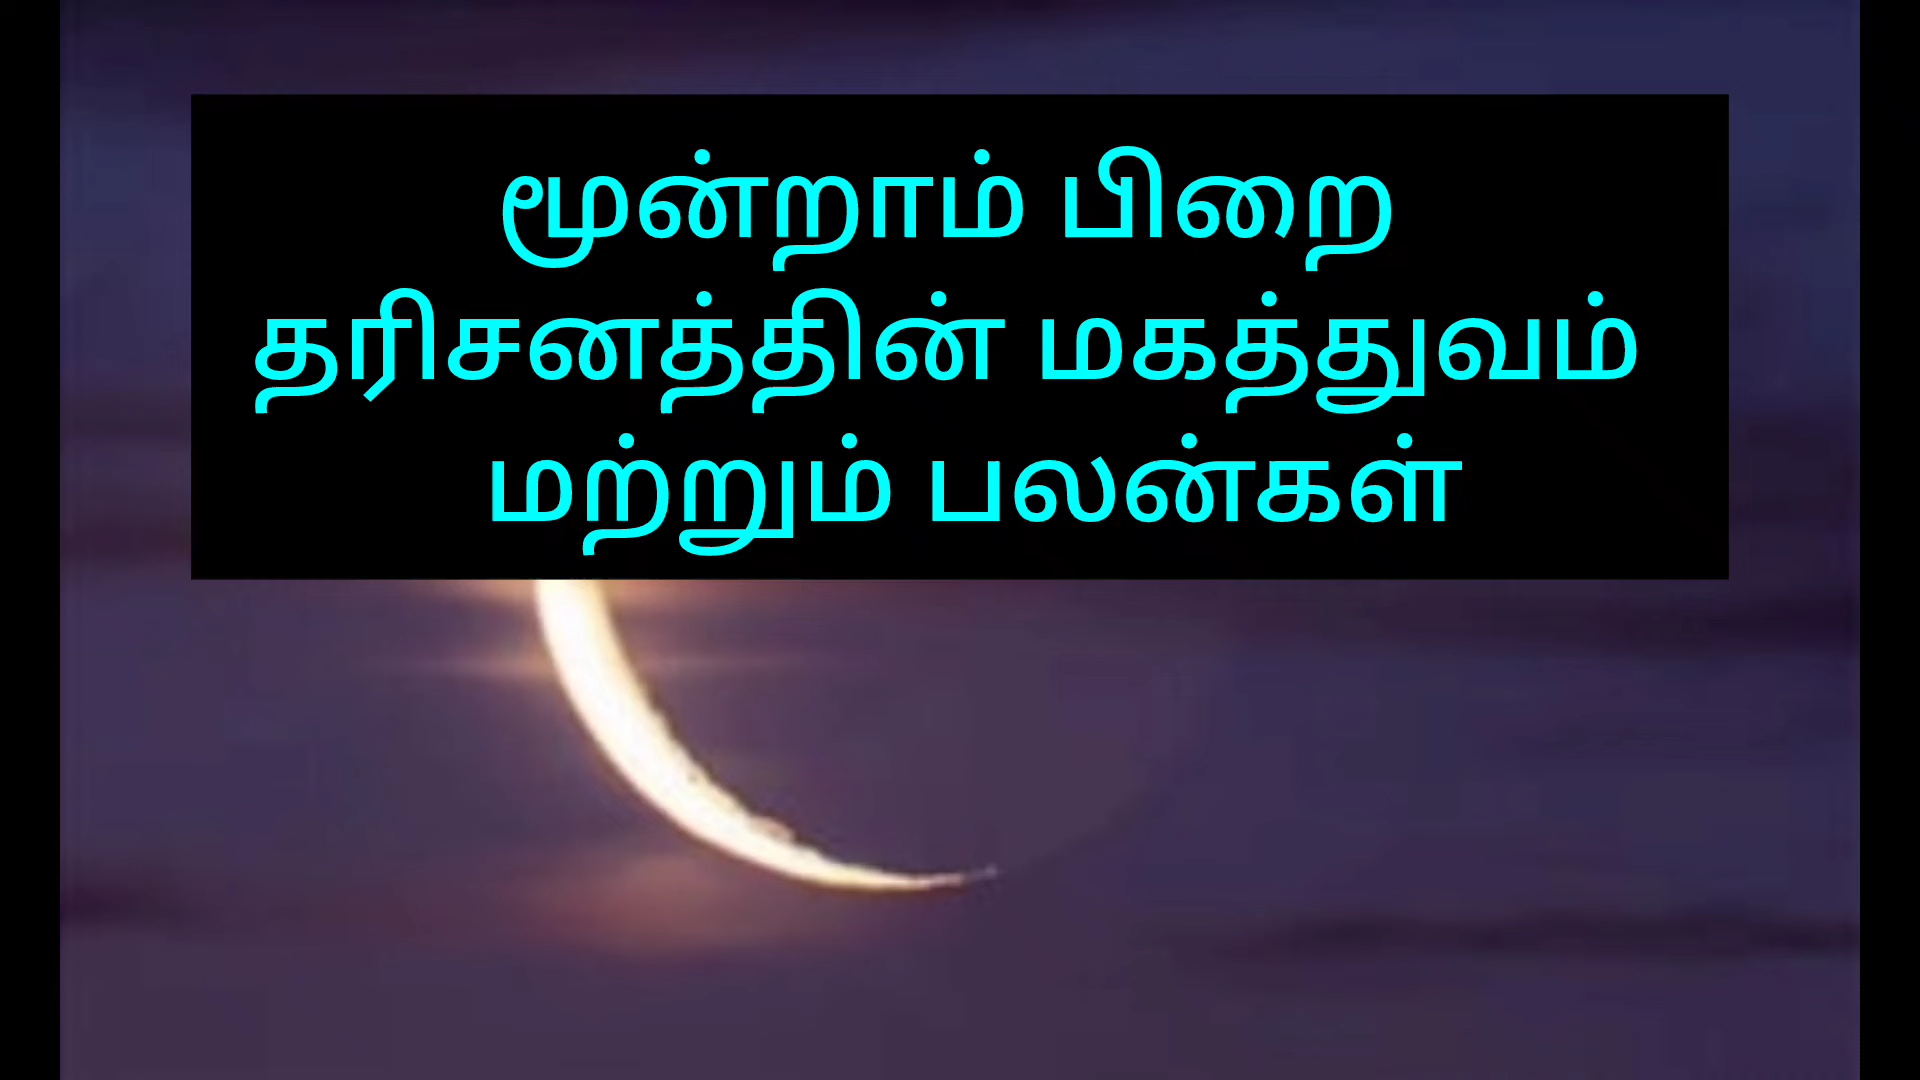 மூன்றாம் பிறை
தரிசனத்தின் மகத்துவம்
மற்றும் பலன்கள்